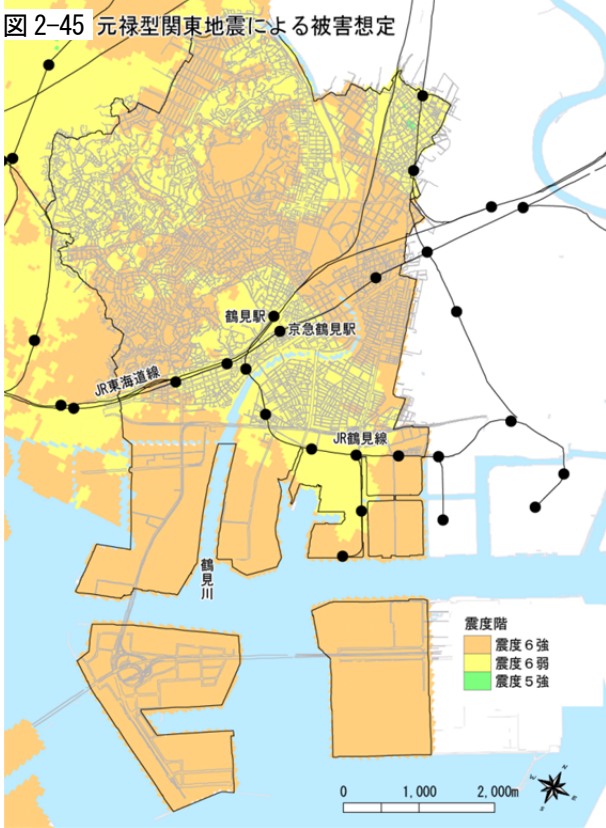 図 2-45 元禄型関東地震による被害想定
鶴見駅
京急鶴見駅
JR東海道線
JR鶴見線
鶴見川
震度階
震度６強
震度６弱
震度５強
0 1,000 2,000m
N
W
E
S